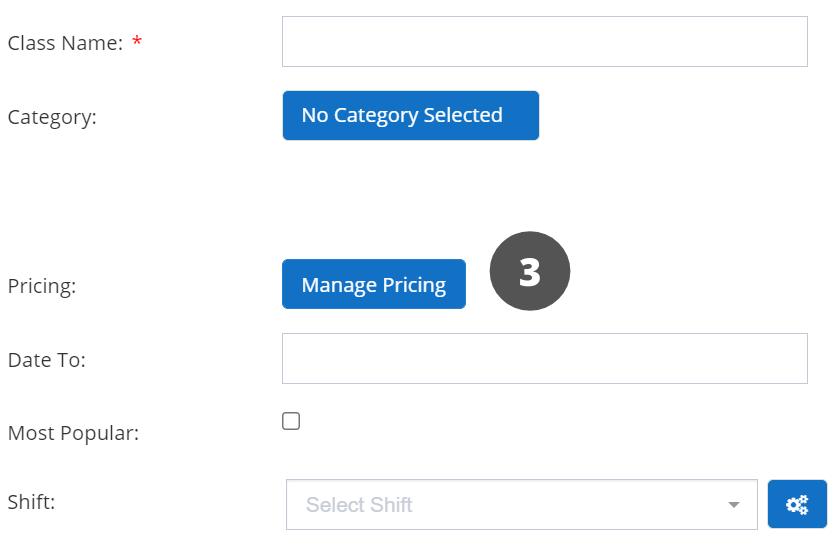 Class Name: *
Category: No Category Selected
Pricing: Manage Pricing 3
Date To:
Most Popular:
Shift: Select Shift